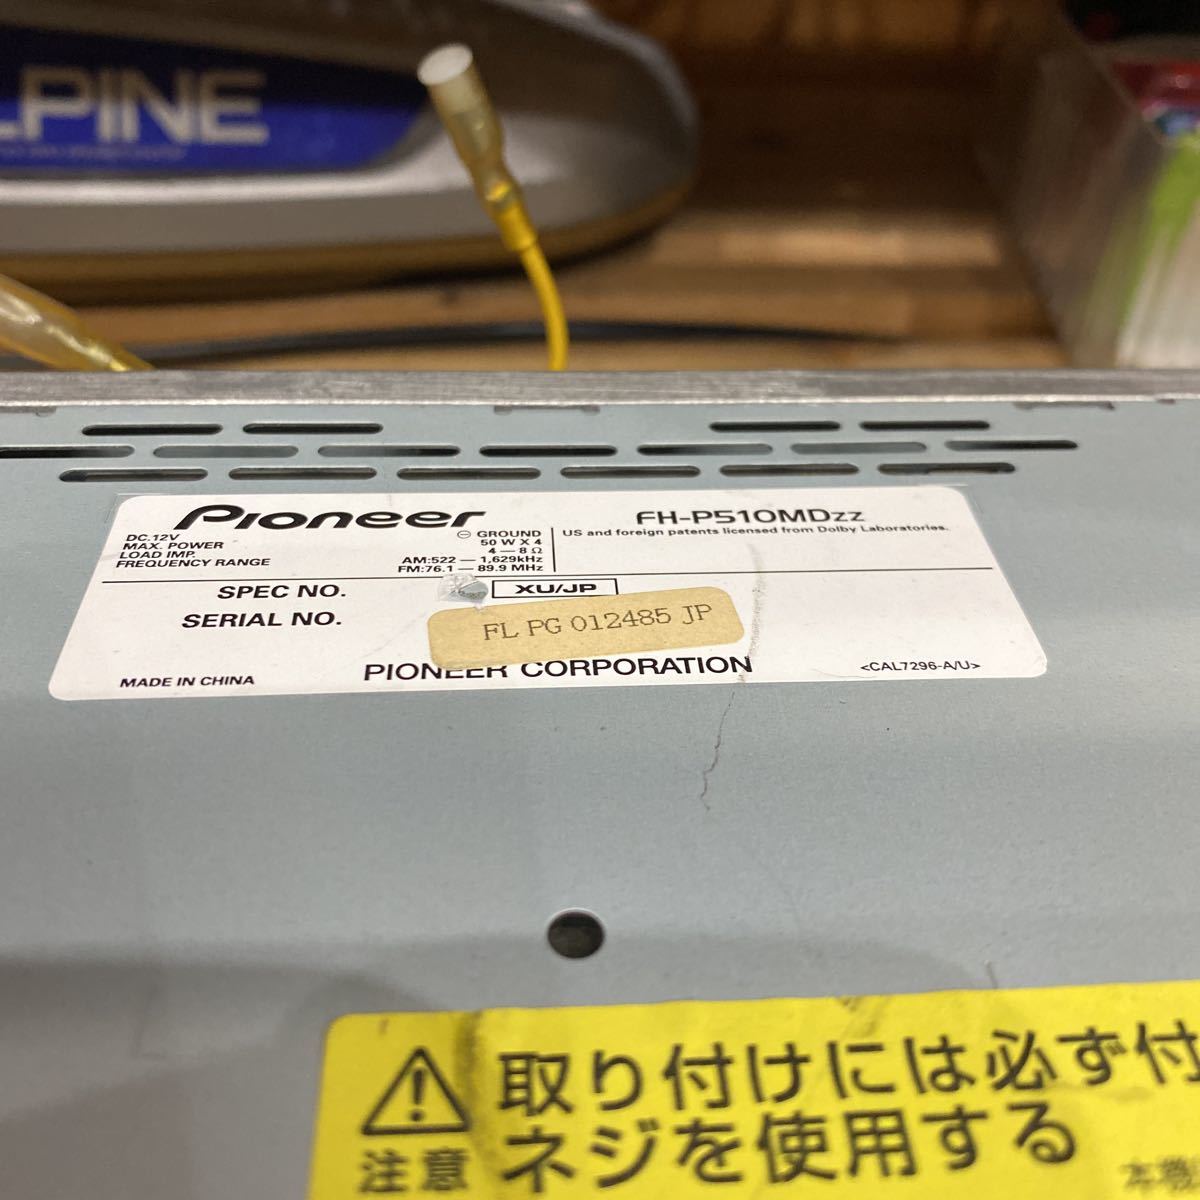 LPINE
Pioneer
FH-P510MDzz
DC.12V ⊖ GROUND
MAX. POWER 50 W X 4
LOAD IMP. 4 — 8 Ω
FREQUENCY RANGE AM:522 — 1,629kHz
FM:76.1 — 89.9 MHz
US and foreign patents licensed from Dolby Laboratories.
SPEC NO. XU/JP
SERIAL NO. FL PG 012485 JP
PIONEER CORPORATION
<CAL7296-A/U>
MADE IN CHINA
取り付けには必ず付
ネジを使用する
注意
本機